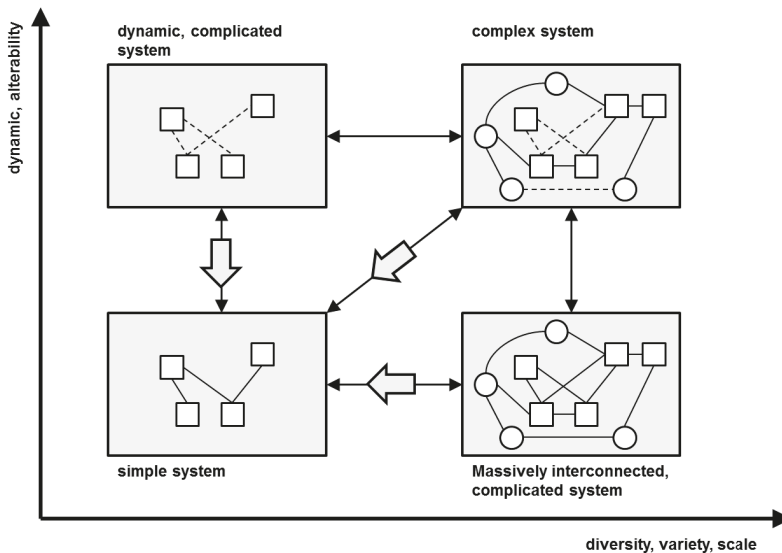 dynamic, alterability
dynamic, complicated
system
complex system
simple system
Massively interconnected,
complicated system
diversity, variety, scale